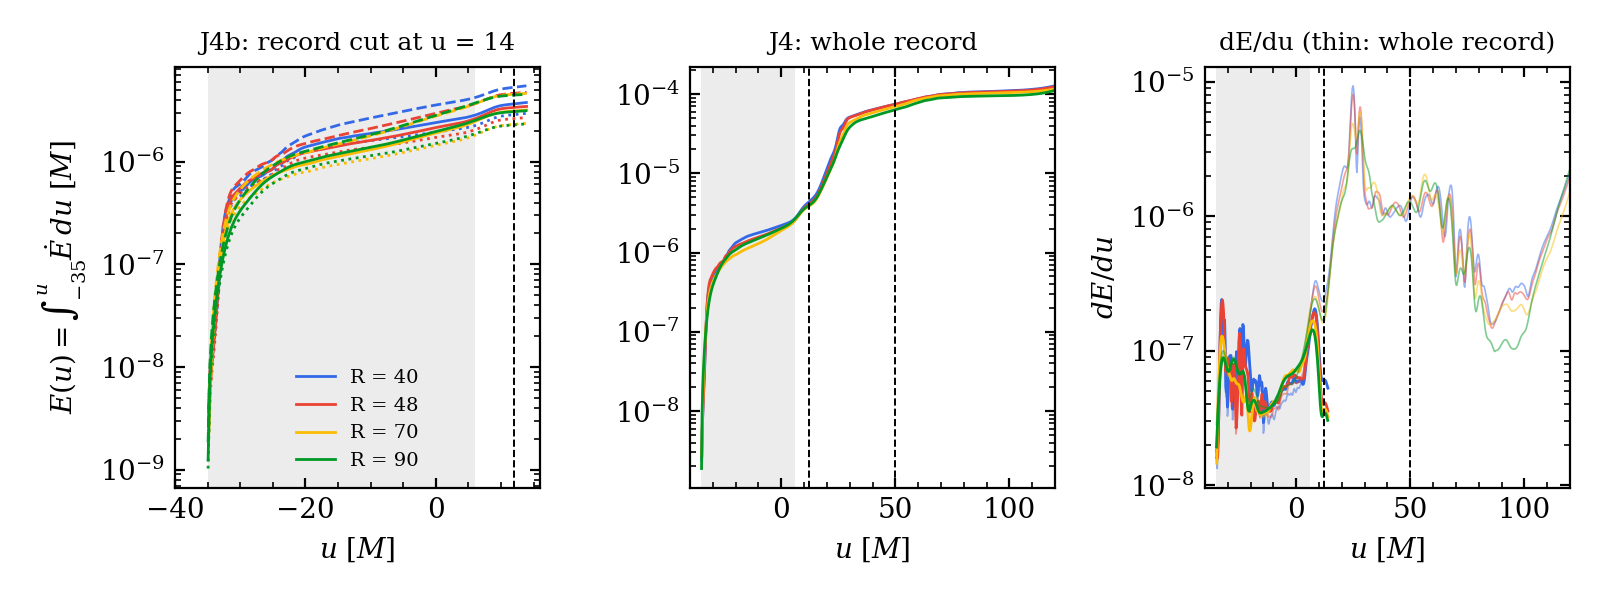 J4b: record cut at u = 14
J4: whole record
dE/du (thin: whole record)
E(u) = ∫_{-35}^{u} Ė du [M]
10⁻⁶
10⁻⁷
10⁻⁸
10⁻⁹
R = 40
R = 48
R = 70
R = 90
−40 −20 0
u [M]
10⁻⁴
10⁻⁵
10⁻⁶
10⁻⁷
10⁻⁸
0 50 100
u [M]
dE/du
10⁻⁵
10⁻⁶
10⁻⁷
10⁻⁸
0 50 100
u [M]